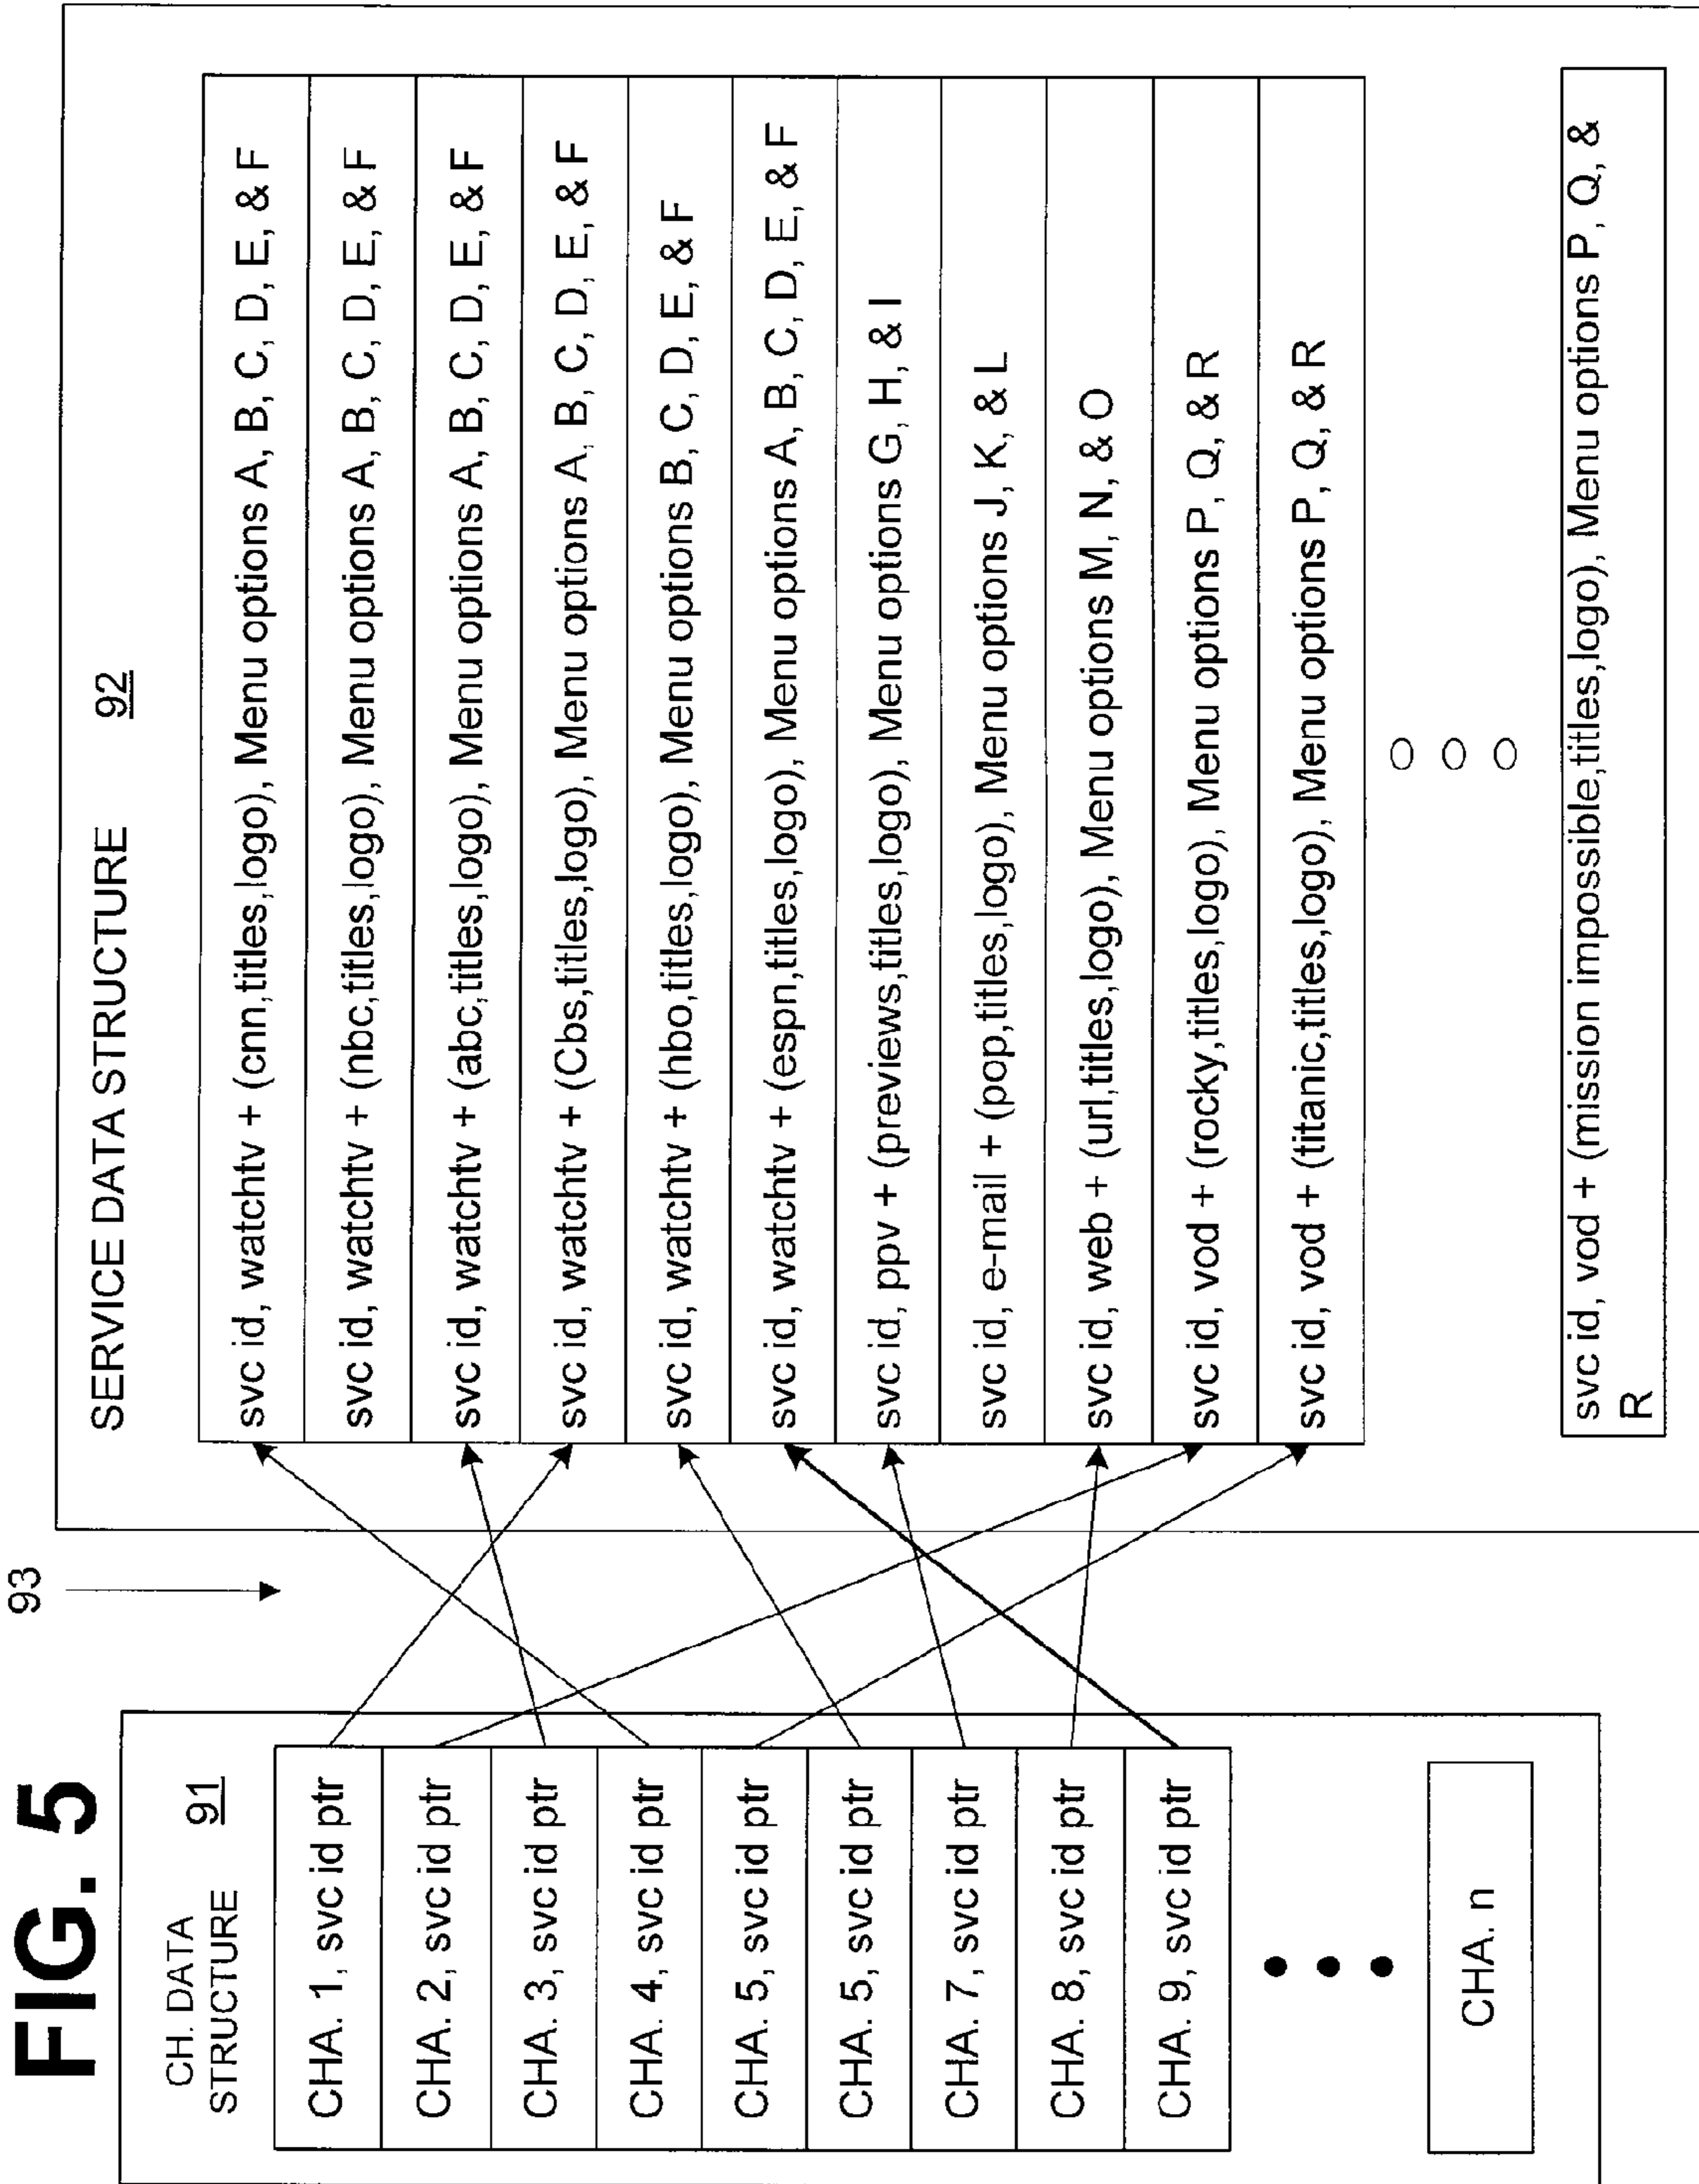 FIG. 5
93
CH. DATA
STRUCTURE
91
CHA. 1, svc id ptr
CHA. 2, svc id ptr
CHA. 3, svc id ptr
CHA. 4, svc id ptr
CHA. 5, svc id ptr
CHA. 5, svc id ptr
CHA. 7, svc id ptr
CHA. 8, svc id ptr
CHA. 9, svc id ptr
CHA. n
SERVICE DATA STRUCTURE 92
svc id, watchtv + (cnn,titles,logo), Menu options A, B, C, D, E, & F
svc id, watchtv + (nbc,titles,logo), Menu options A, B, C, D, E, & F
svc id, watchtv + (abc,titles,logo), Menu options A, B, C, D, E, & F
svc id, watchtv + (Cbs,titles,logo), Menu options A, B, C, D, E, & F
svc id, watchtv + (hbo,titles,logo), Menu options B, C, D, E, & F
svc id, watchtv + (espn,titles,logo), Menu options A, B, C, D, E, & F
svc id, ppv + (previews,titles,logo), Menu options G, H, & I
svc id, e-mail + (pop,titles,logo), Menu options J, K, & L
svc id, web + (url,titles,logo), Menu options M, N, & O
svc id, vod + (rocky,titles,logo), Menu options P, Q, & R
svc id, vod + (titanic,titles,logo), Menu options P, Q, & R
svc id, vod + (mission impossible,titles,logo), Menu options P, Q, &
R